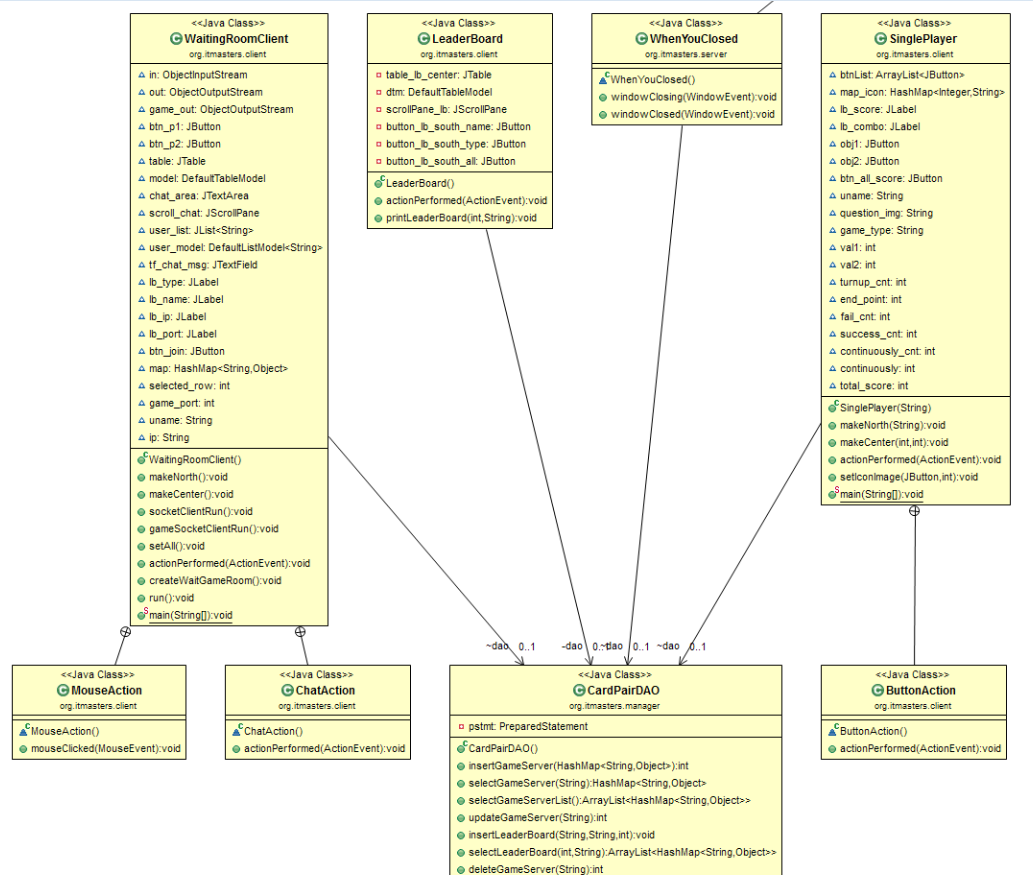 <<Java Class>>
WaitingRoomClient
org.itmasters.client
in: ObjectInputStream
out: ObjectOutputStream
game_out: ObjectOutputStream
btn_p1: JButton
btn_p2: JButton
table: JTable
model: DefaultTableModel
chat_area: JTextArea
scroll_chat: JScrollPane
user_list: JList<String>
user_model: DefaultListModel<String>
tf_chat_msg: JTextField
lb_type: JLabel
lb_name: JLabel
lb_ip: JLabel
lb_port: JLabel
btn_join: JButton
map: HashMap<String,Object>
selected_row: int
game_port: int
uname: String
ip: String
WaitingRoomClient()
makeNorth():void
makeCenter():void
socketClientRun():void
gameSocketClientRun():void
setAll():void
actionPerformed(ActionEvent):void
createWaitGameRoom():void
run():void
main(String[]):void
<<Java Class>>
LeaderBoard
org.itmasters.client
table_lb_center: JTable
dtm: DefaultTableModel
scrollPane_lb: JScrollPane
button_lb_south_name: JButton
button_lb_south_type: JButton
button_lb_south_all: JButton
LeaderBoard()
actionPerformed(ActionEvent):void
printLeaderBoard(int,String):void
<<Java Class>>
WhenYouClosed
org.itmasters.server
WhenYouClosed()
windowClosing(WindowEvent):void
windowClosed(WindowEvent):void
<<Java Class>>
SinglePlayer
org.itmasters.client
btnList: ArrayList<JButton>
map_icon: HashMap<Integer,String>
lb_score: JLabel
lb_combo: JLabel
obj1: JButton
obj2: JButton
btn_all_score: JButton
uname: String
question_img: String
game_type: String
val1: int
val2: int
turnup_cnt: int
end_point: int
fail_cnt: int
success_cnt: int
continuously_cnt: int
continuously: int
total_score: int
SinglePlayer(String)
makeNorth(String):void
makeCenter(int,int):void
actionPerformed(ActionEvent):void
setIconImage(JButton,int):void
main(String[]):void
~dao 0..1 -dao 0..1 ~dao 0..1 ~dao 0..1
<<Java Class>>
MouseAction
org.itmasters.client
MouseAction()
mouseClicked(MouseEvent):void
<<Java Class>>
ChatAction
org.itmasters.client
ChatAction()
actionPerformed(ActionEvent):void
<<Java Class>>
CardPairDAO
org.itmasters.manager
pstmt: PreparedStatement
CardPairDAO()
insertGameServer(HashMap<String,Object>):int
selectGameServer(String):HashMap<String,Object>
selectGameServerList():ArrayList<HashMap<String,Object>>
updateGameServer(String):int
insertLeaderBoard(String,String,int):void
selectLeaderBoard(int,String):ArrayList<HashMap<String,Object>>
deleteGameServer(String):int
<<Java Class>>
ButtonAction
org.itmasters.client
ButtonAction()
actionPerformed(ActionEvent):void